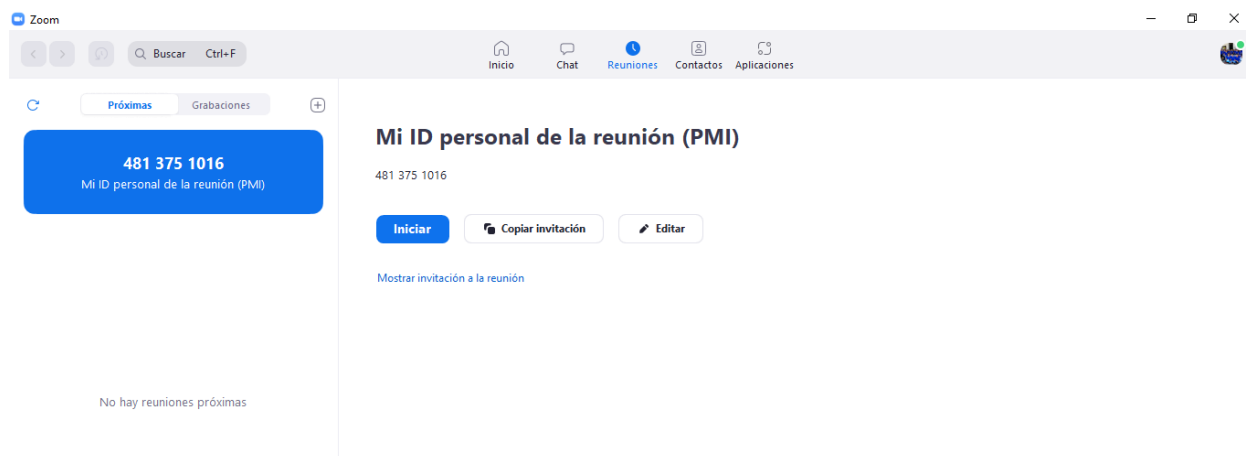 Zoom
Buscar Ctrl+F
Inicio Chat Reuniones Contactos Aplicaciones
Próximas Grabaciones
481 375 1016
Mi ID personal de la reunión (PMI)
No hay reuniones próximas
Mi ID personal de la reunión (PMI)
481 375 1016
Iniciar Copiar invitación Editar
Mostrar invitación a la reunión